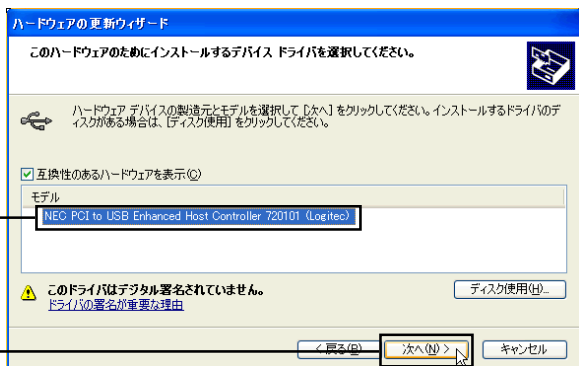 ハードウェアの更新ウィザード
このハードウェアのためにインストールするデバイス ドライバを選択してください。
ハードウェア デバイスの製造元とモデルを選択して [次へ] をクリックしてください。インストールするドライバのデ
ィスクがある場合は、[ディスク使用] をクリックしてください。
互換性のあるハードウェアを表示(C)
モデル
NEC PCI to USB Enhanced Host Controller 720101 (Logitec)
このドライバはデジタル署名されていません。
ディスク使用(H)...
ドライバの署名が重要な理由
< 戻る(B)
次へ(N) >
キャンセル